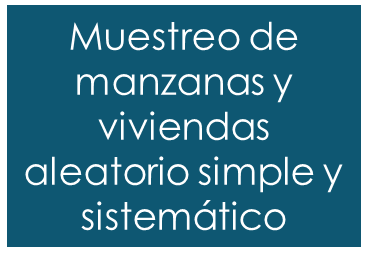 Muestreo de
manzanas y
viviendas
aleatorio simple y
sistemático